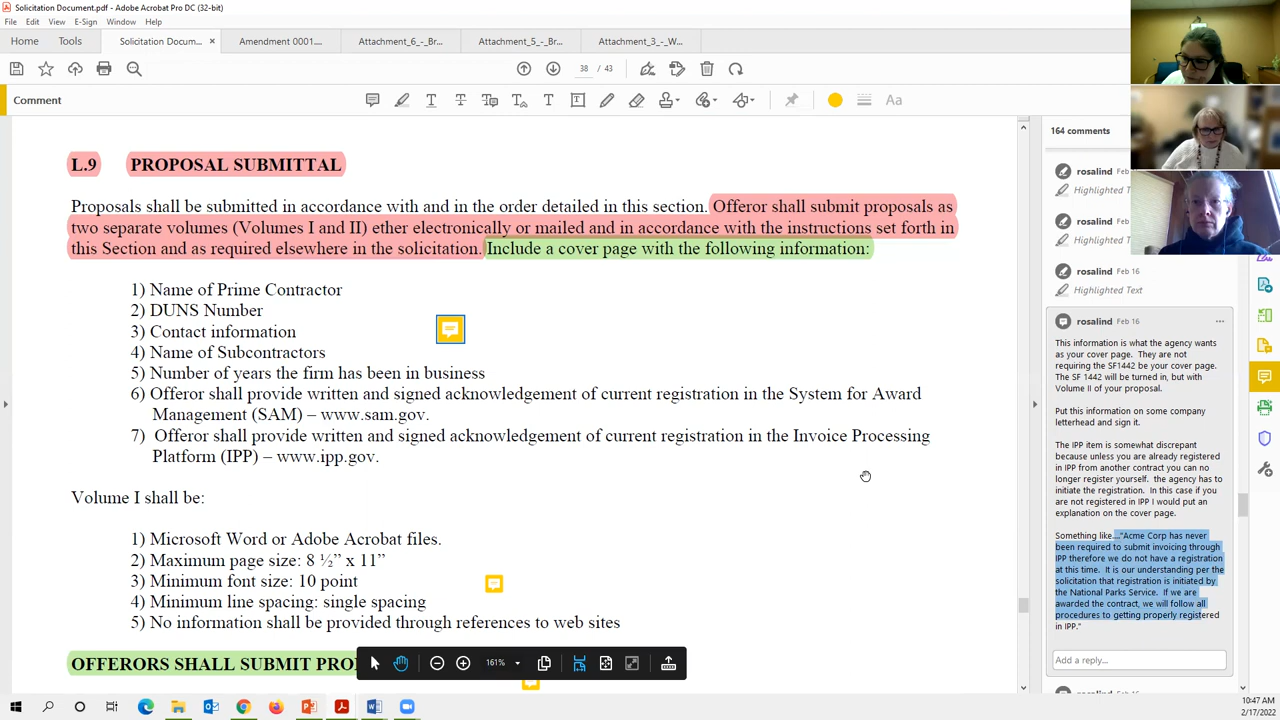 Solicitation Document.pdf - Adobe Acrobat Pro DC (32-bit)
File Edit View E-Sign Window Help
Home Tools Solicitation Docum... × Amendment 0001.... Attachment_6_-_Br... Attachment_5_-_Br... Attachment_3_-_W...
38 / 43
Comment
Aa
L.9 PROPOSAL SUBMITTAL
Proposals shall be submitted in accordance with and in the order detailed in this section. Offeror shall submit proposals as
two separate volumes (Volumes I and II) ether electronically or mailed and in accordance with the instructions set forth in
this Section and as required elsewhere in the solicitation. Include a cover page with the following information:
1) Name of Prime Contractor
2) DUNS Number
3) Contact information
4) Name of Subcontractors
5) Number of years the firm has been in business
6) Offeror shall provide written and signed acknowledgement of current registration in the System for Award
Management (SAM) – www.sam.gov.
7) Offeror shall provide written and signed acknowledgement of current registration in the Invoice Processing
Platform (IPP) – www.ipp.gov.
Volume I shall be:
1) Microsoft Word or Adobe Acrobat files.
2) Maximum page size: 8 ½” x 11”
3) Minimum font size: 10 point
4) Minimum line spacing: single spacing
5) No information shall be provided through references to web sites
OFFERORS SHALL SUBMIT PRO
161%
164 comments
rosalind Feb
Highlighted Text
rosalind Feb
Highlighted Text
rosalind Feb 16
Highlighted Text
rosalind Feb 16
This information is what the agency wants
as your cover page. They are not
requiring the SF1442 be your cover page.
The SF 1442 will be turned in, but with
Volume II of your proposal.
Put this information on some company
letterhead and sign it.
The IPP item is somewhat discrepant
because unless you are already registered
in IPP from another contract you can no
longer register yourself. the agency has to
initiate the registration. In this case if you
are not registered in IPP I would put an
explanation on the cover page.
Something like...."Acme Corp has never
been required to submit invoicing through
IPP therefore we do not have a registration
at this time. It is our understanding per the
solicitation that registration is initiated by
the National Parks Service. If we are
awarded the contract, we will follow all
procedures to getting properly registered
in IPP."
Add a reply...
10:47 AM
2/17/2022